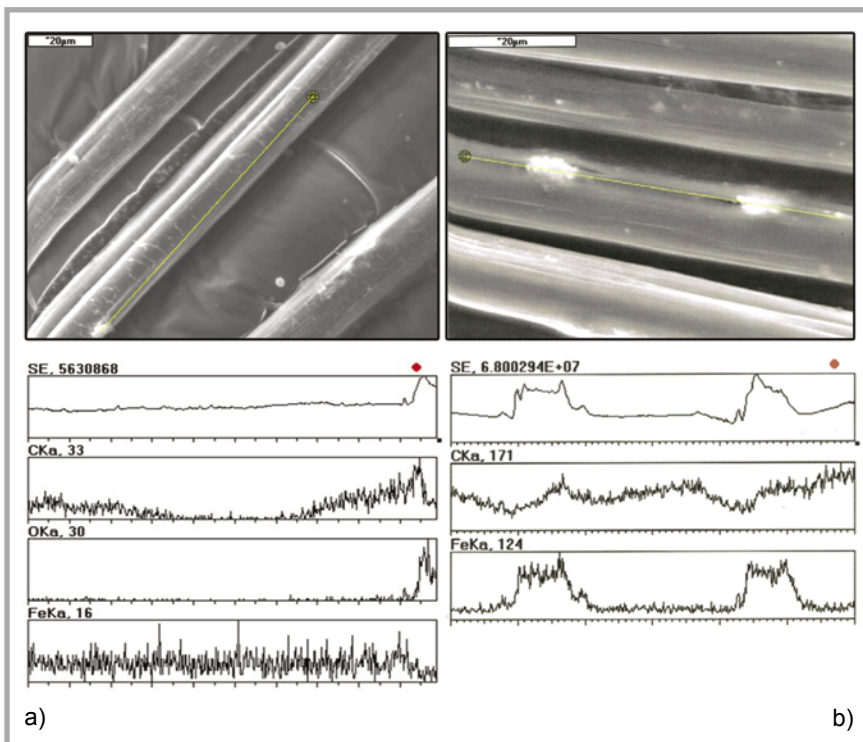 20µm
20µm
SE, 5630868
CKa, 33
OKa, 30
FeKa, 16
SE, 6.800294E+07
CKa, 171
FeKa, 124
a)
b)